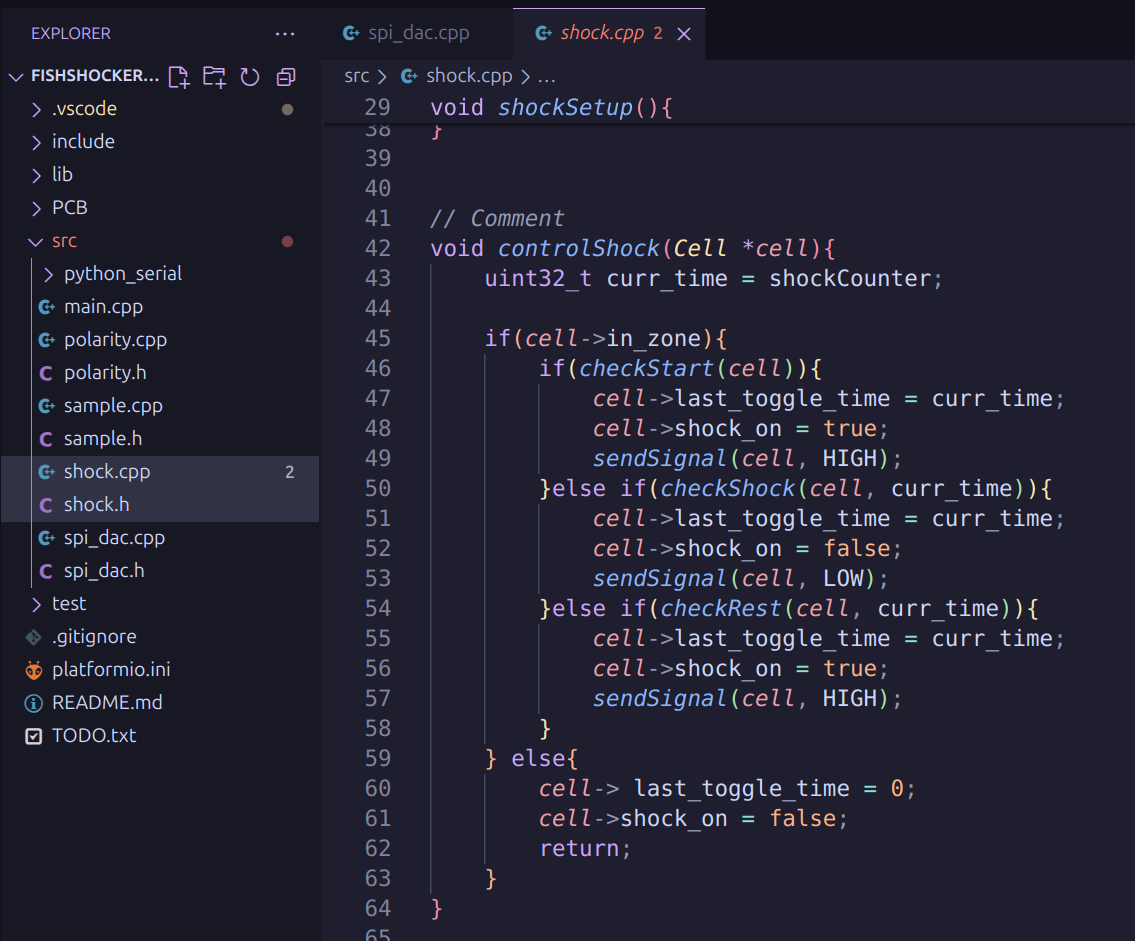 EXPLORER
FISHSHOCKER...
.vscode
include
lib
PCB
src
python_serial
main.cpp
polarity.cpp
polarity.h
sample.cpp
sample.h
shock.cpp 2
shock.h
spi_dac.cpp
spi_dac.h
test
.gitignore
platformio.ini
README.md
TODO.txt
spi_dac.cpp
shock.cpp 2
src > shock.cpp > ...
29 void shockSetup(){
38 }
39
40
41 // Comment
42 void controlShock(Cell *cell){
43     uint32_t curr_time = shockCounter;
44
45     if(cell->in_zone){
46         if(checkStart(cell)){
47             cell->last_toggle_time = curr_time;
48             cell->shock_on = true;
49             sendSignal(cell, HIGH);
50         }else if(checkShock(cell, curr_time)){
51             cell->last_toggle_time = curr_time;
52             cell->shock_on = false;
53             sendSignal(cell, LOW);
54         }else if(checkRest(cell, curr_time)){
55             cell->last_toggle_time = curr_time;
56             cell->shock_on = true;
57             sendSignal(cell, HIGH);
58         }
59     } else{
60         cell-> last_toggle_time = 0;
61         cell->shock_on = false;
62         return;
63     }
64 }
65